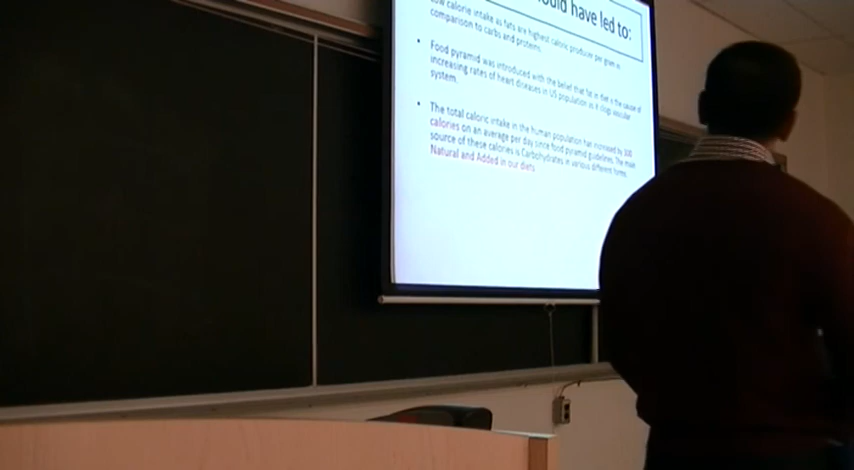 ould have led to:
Low calorie intake as fats are highest caloric producer per gram in
comparison to carbs and proteins.
• Food pyramid was introduced with the belief that fat in diet is the cause of
increasing rates of heart diseases in US population as it clogs vascular
system.
• The total caloric intake in the human population has increased by 300
calories on an average per day since food pyramid guidelines. The main
source of these calories is Carbohydrates in various different forms
Natural and Added in our diets